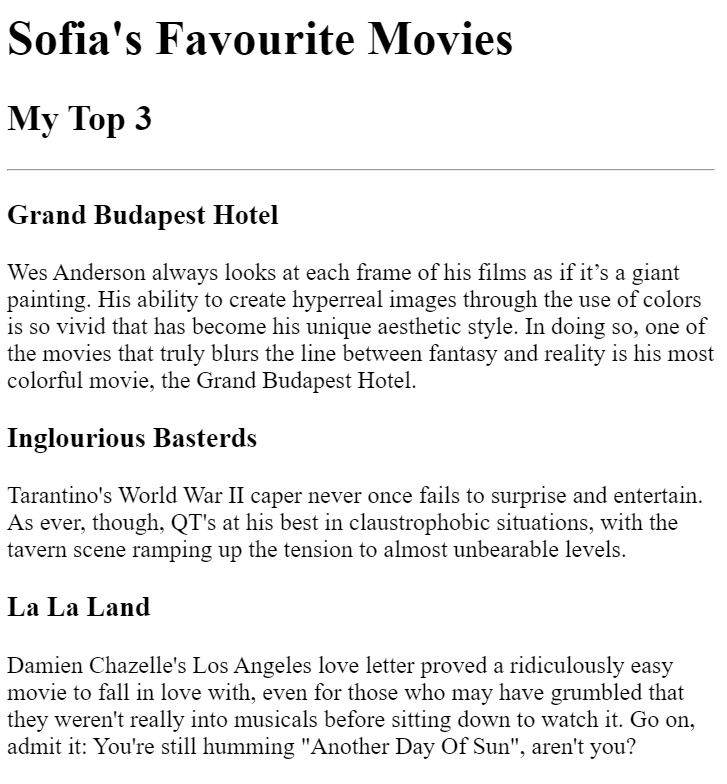 Sofia's Favourite Movies
My Top 3
Grand Budapest Hotel
Wes Anderson always looks at each frame of his films as if it’s a giant
painting. His ability to create hyperreal images through the use of colors
is so vivid that has become his unique aesthetic style. In doing so, one of
the movies that truly blurs the line between fantasy and reality is his most
colorful movie, the Grand Budapest Hotel.
Inglourious Basterds
Tarantino's World War II caper never once fails to surprise and entertain.
As ever, though, QT's at his best in claustrophobic situations, with the
tavern scene ramping up the tension to almost unbearable levels.
La La Land
Damien Chazelle's Los Angeles love letter proved a ridiculously easy
movie to fall in love with, even for those who may have grumbled that
they weren't really into musicals before sitting down to watch it. Go on,
admit it: You're still humming "Another Day Of Sun", aren't you?